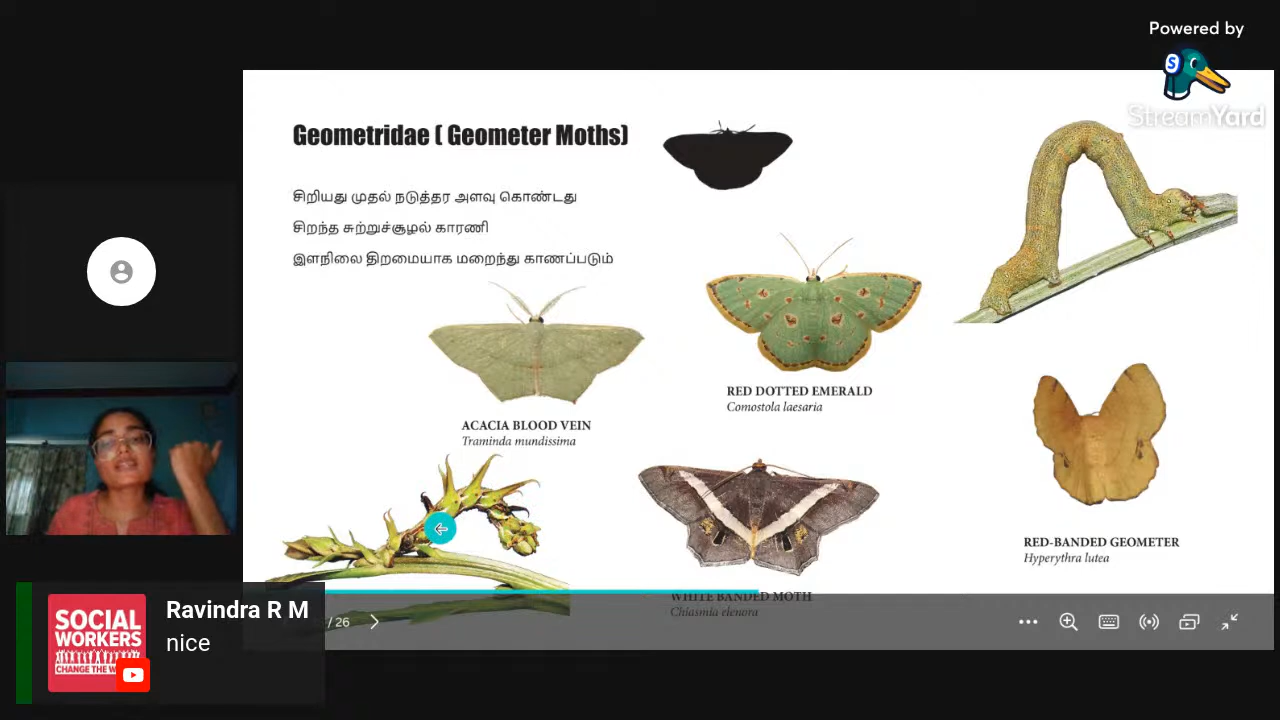 Powered by
StreamYard
Geometridae ( Geometer Moths)
சிறியது முதல் நடுத்தர அளவு கொண்டது
சிறந்த சுற்றுச்சூழல் காரணி
இளநிலை திறமையாக மறைந்து காணப்படும்
RED DOTTED EMERALD
Comostola laesaria
ACACIA BLOOD VEIN
Traminda mundissima
RED-BANDED GEOMETER
Hyperythra lutea
WHITE BANDED MOTH
Chiasmia elenora
/ 26
SOCIAL
WORKERS
CHANGE THE
Ravindra R M
nice